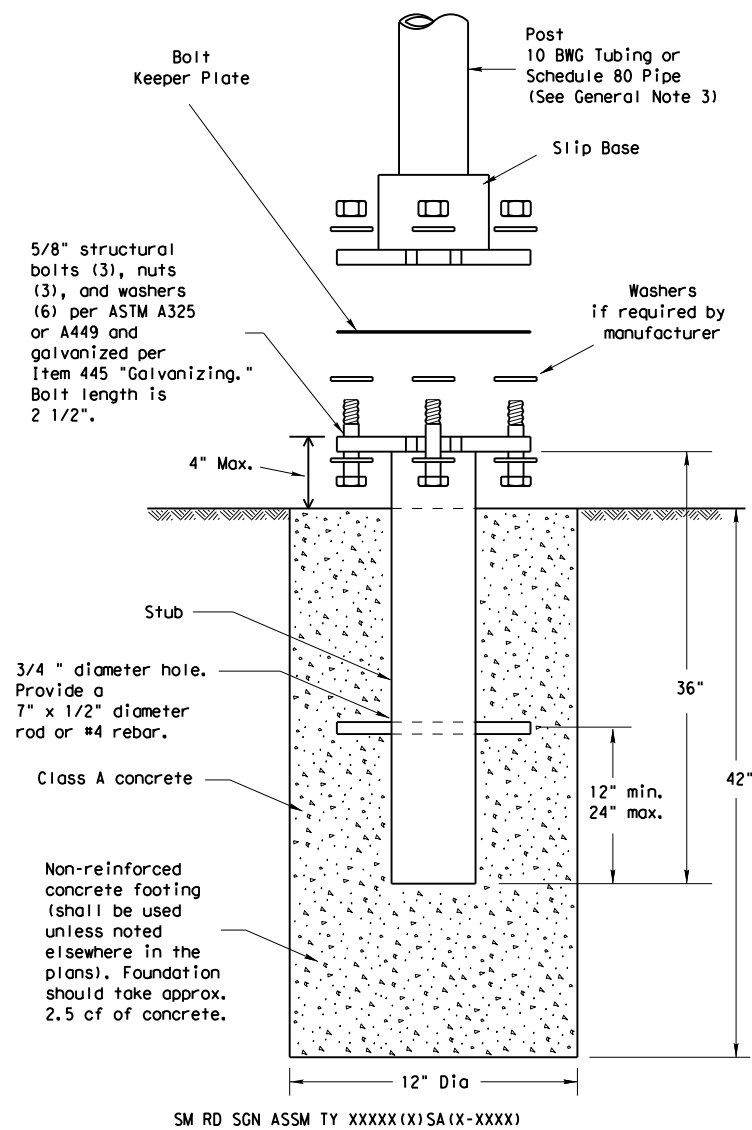 Post
10 BWG Tubing or
Schedule 80 Pipe
(See General Note 3)
Bolt
Keeper Plate
Slip Base
5/8" structural
bolts (3), nuts
(3), and washers
(6) per ASTM A325
or A449 and
galvanized per
Item 445 "Galvanizing."
Bolt length is
2 1/2".
Washers
if required by
manufacturer
4" Max.
Stub
3/4 " diameter hole.
Provide a
7" x 1/2" diameter
rod or #4 rebar.
36"
Class A concrete
12" min.
24" max.
42"
Non-reinforced
concrete footing
(shall be used
unless noted
elsewhere in the
plans). Foundation
should take approx.
2.5 cf of concrete.
12" Dia
SM RD SGN ASSM TY XXXXX(X)SA(X-XXXX)